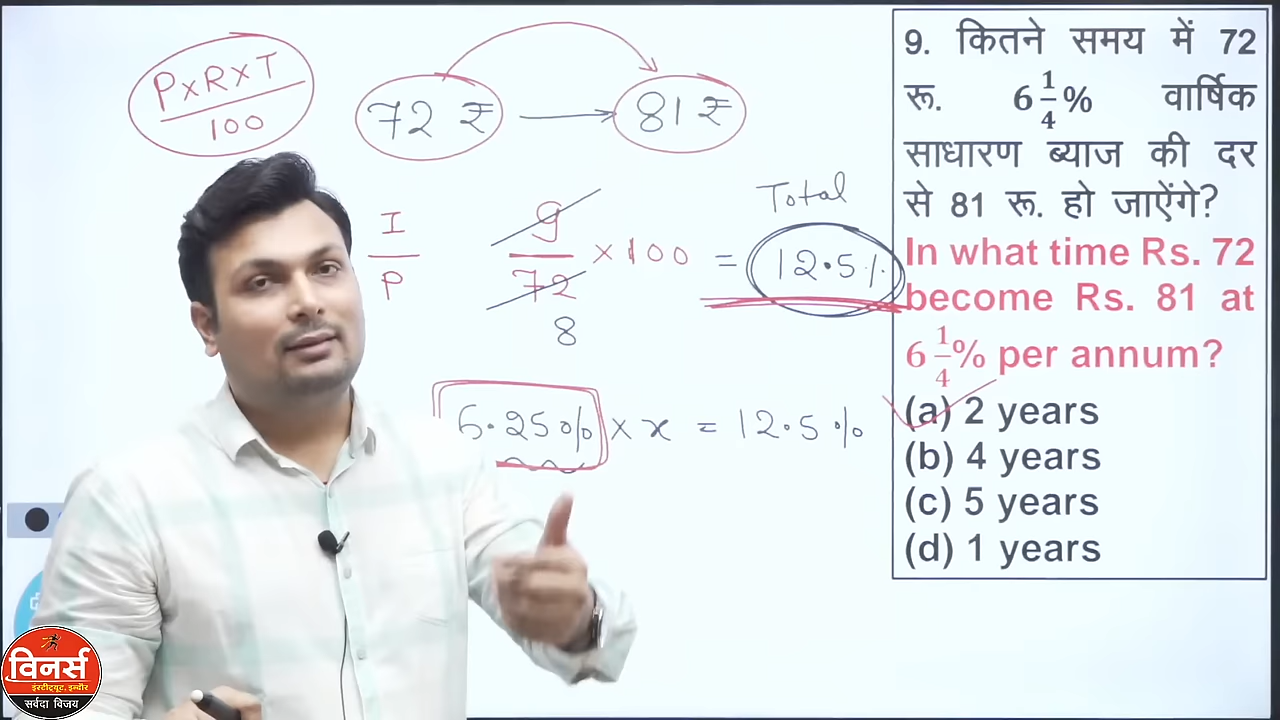 P×R×T
100
72 ₹ → 81 ₹
I
P
9
72
×100 = 12.5%
Total
8
6.25% × x = 12.5%
9. कितने समय में 72
रू. 6 1/4% वार्षिक
साधारण ब्याज की दर
से 81 रू. हो जाऐंगे?
In what time Rs. 72
become Rs. 81 at
6 1/4% per annum?
(a) 2 years
(b) 4 years
(c) 5 years
(d) 1 years
विनर्स
इंस्टीट्यूट, इन्दौर
सर्वदा विजय